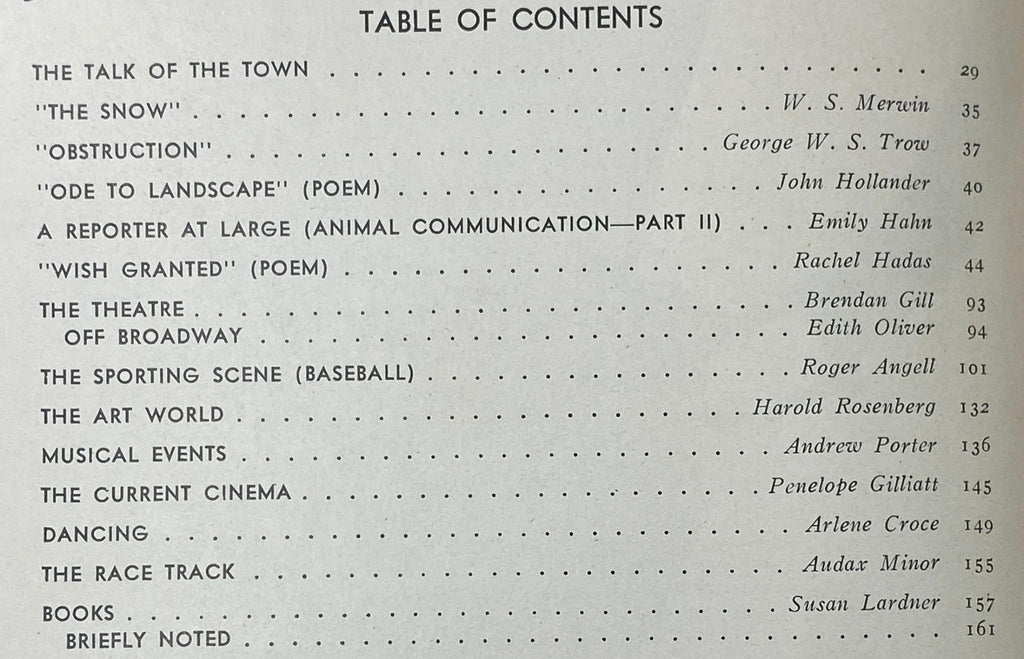 TABLE OF CONTENTS
THE TALK OF THE TOWN . . . . . . . . . . . . . . . . . . . . . . . . . . 29
"THE SNOW" . . . . . . . . . . . . . . . . . . . . W. S. Merwin 35
"OBSTRUCTION" . . . . . . . . . . . . . . . . . George W. S. Trow 37
"ODE TO LANDSCAPE" (POEM) . . . . . . . . . . . . . John Hollander 40
A REPORTER AT LARGE (ANIMAL COMMUNICATION—PART II) . . . Emily Hahn 42
"WISH GRANTED" (POEM) . . . . . . . . . . . . . . . Rachel Hadas 44
THE THEATRE . . . . . . . . . . . . . . . . . . . . . Brendan Gill 93
OFF BROADWAY . . . . . . . . . . . . . . . . . . . Edith Oliver 94
THE SPORTING SCENE (BASEBALL) . . . . . . . . . . . . . Roger Angell 101
THE ART WORLD . . . . . . . . . . . . . . . . . . Harold Rosenberg 132
MUSICAL EVENTS . . . . . . . . . . . . . . . . . . . Andrew Porter 136
THE CURRENT CINEMA . . . . . . . . . . . . . . . . Penelope Gilliatt 145
DANCING . . . . . . . . . . . . . . . . . . . . . . Arlene Croce 149
THE RACE TRACK . . . . . . . . . . . . . . . . . . . Audax Minor 155
BOOKS . . . . . . . . . . . . . . . . . . . . . . . Susan Lardner 157
BRIEFLY NOTED . . . . . . . . . . . . . . . . . . . . . . . . 161